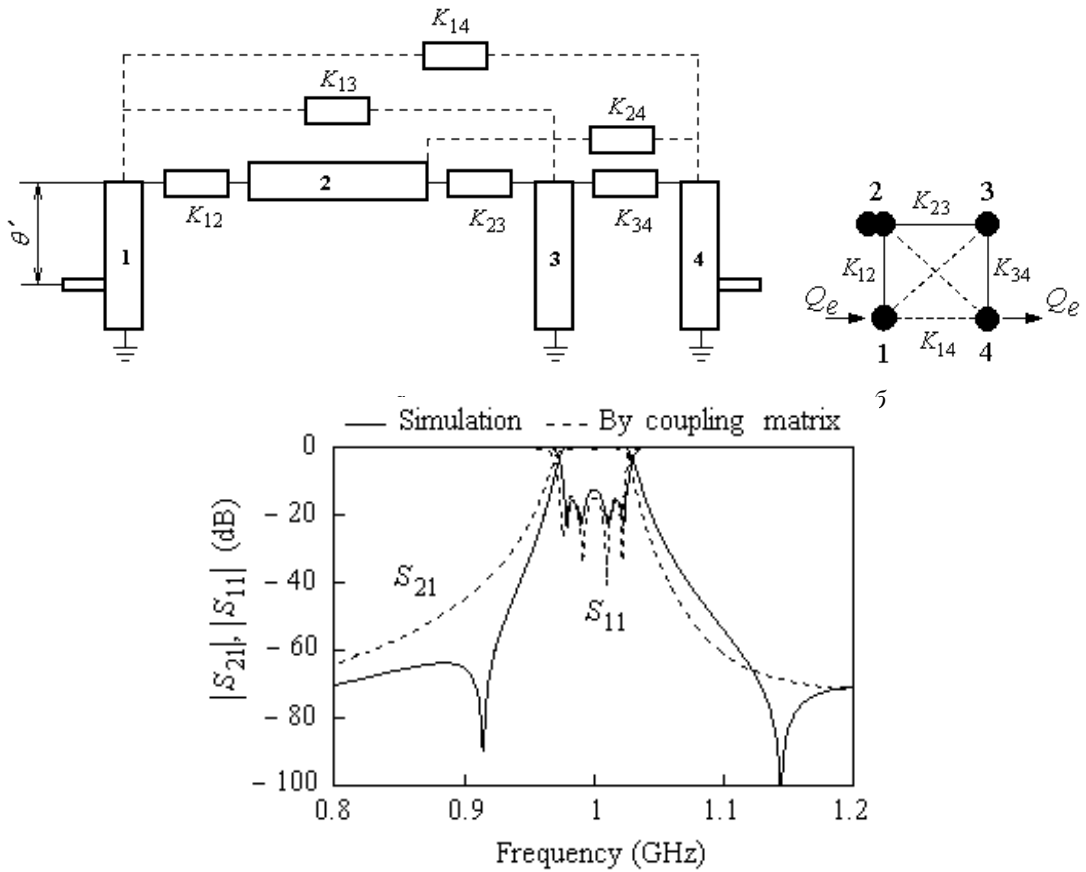 K14
K13
K24
K12
2
K23
K34
θ′
1
3
4
2
3
K23
K12
K34
Qe
Qe
K14
1
4
б
Simulation
By coupling matrix
|S21|, |S11| (dB)
0
– 20
– 40
– 60
– 80
– 100
S21
S11
0.8
0.9
1
1.1
1.2
Frequency (GHz)